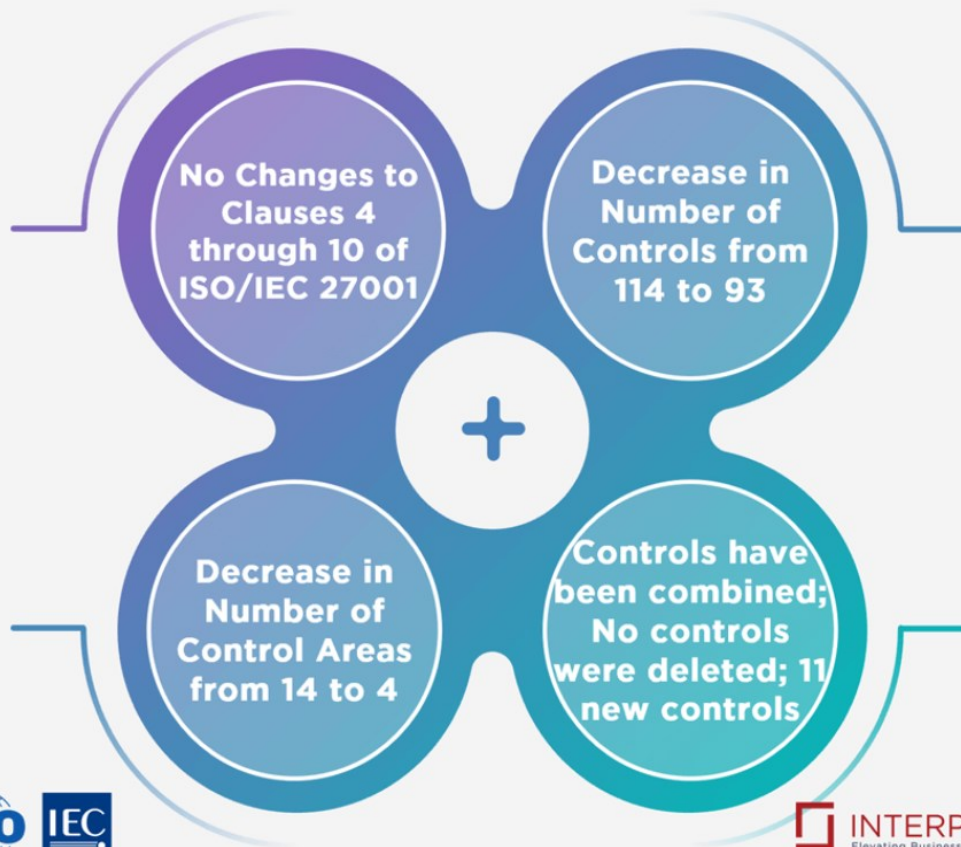 No Changes to
Clauses 4
through 10 of
ISO/IEC 27001
Decrease in
Number of
Controls from
114 to 93
Decrease in
Number of
Control Areas
from 14 to 4
Controls have
been combined;
No controls
were deleted; 11
new controls
IEC
INTERP
Elevating Business